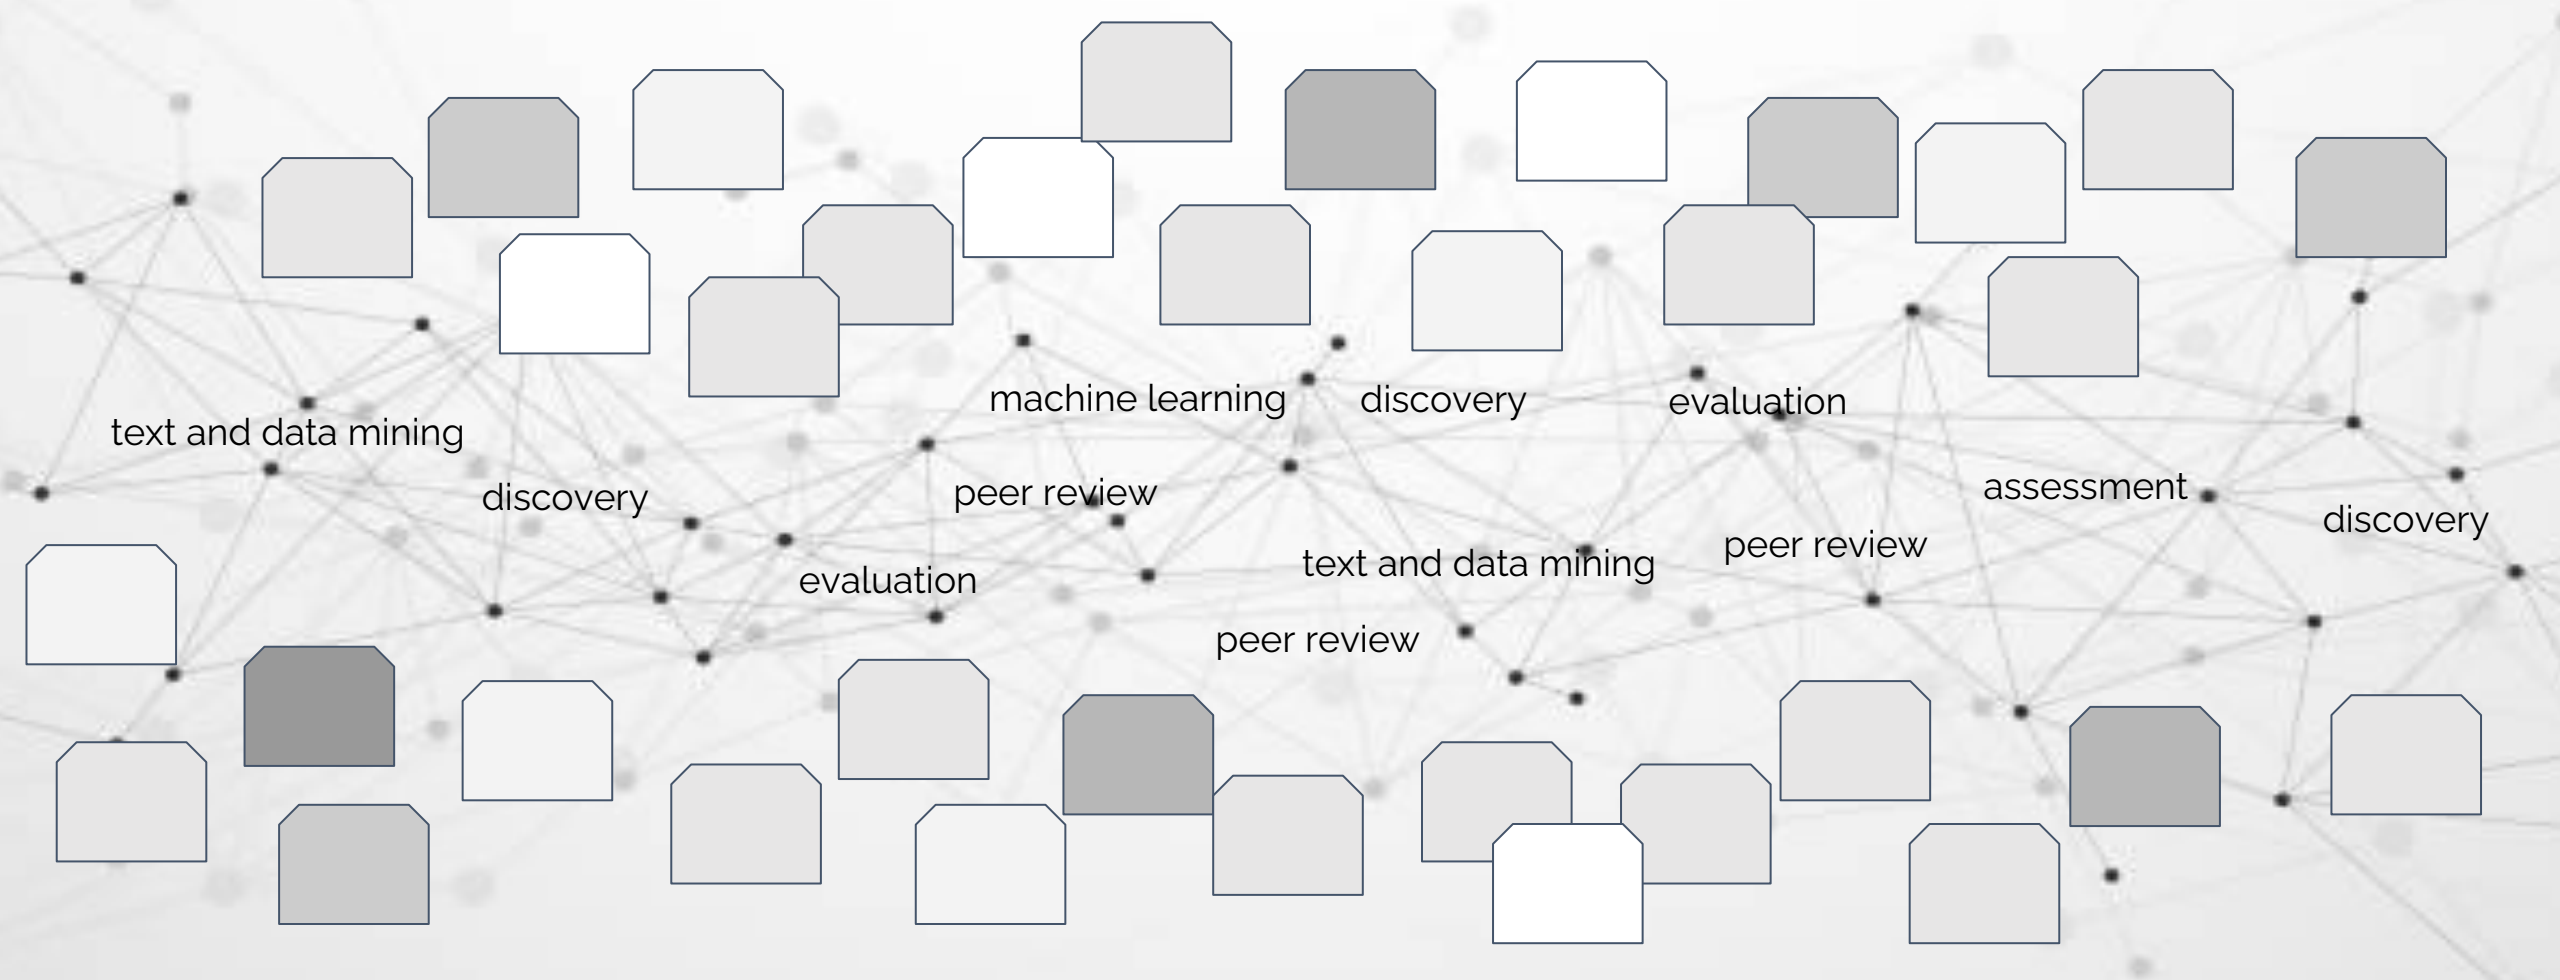 machine learning
discovery
evaluation
text and data mining
discovery
peer review
assessment
discovery
evaluation
text and data mining
peer review
peer review